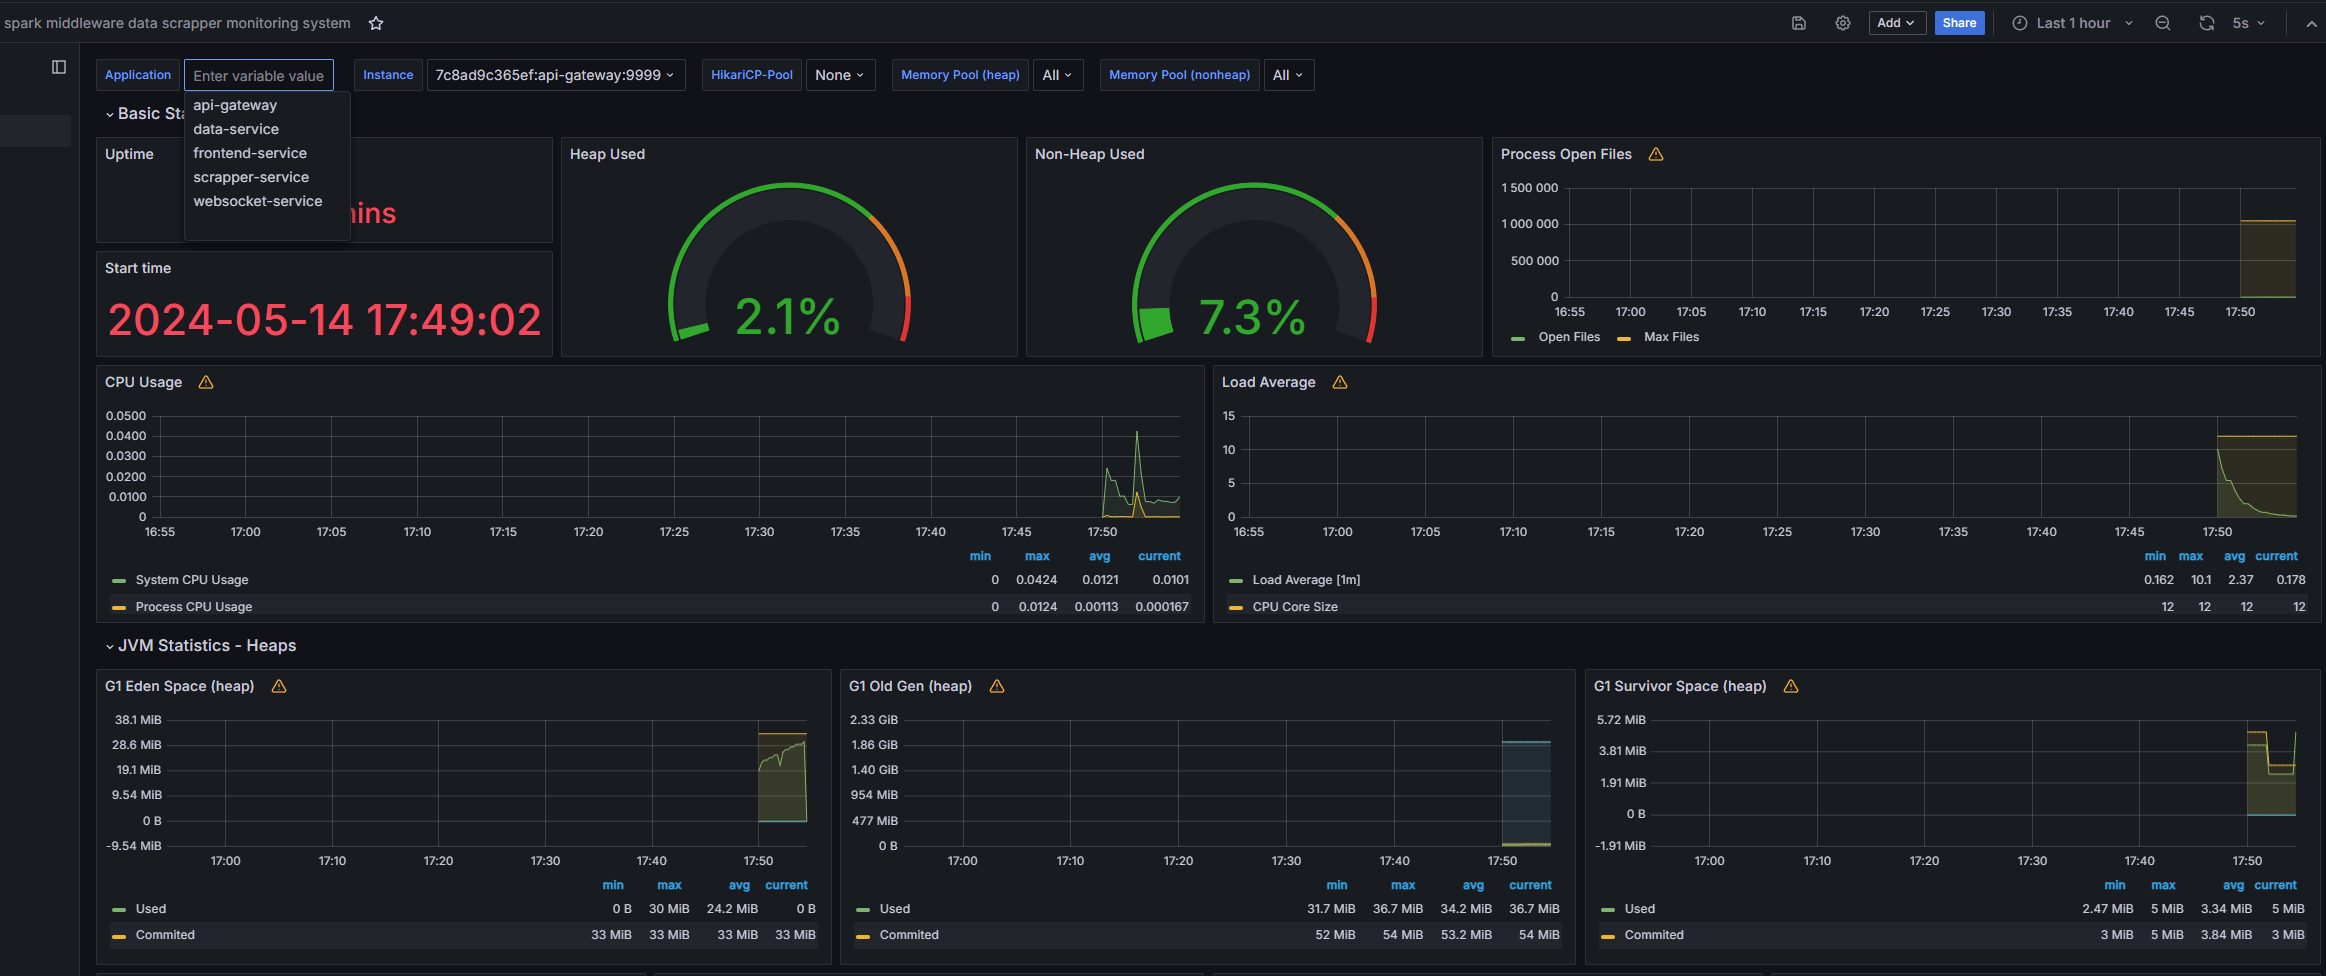 spark middleware data scrapper monitoring system
Add
Share
Last 1 hour
5s
Application
Enter variable value
Instance
7c8ad9c365ef:api-gateway:9999
HikariCP-Pool
None
Memory Pool (heap)
All
Memory Pool (nonheap)
All
api-gateway
data-service
frontend-service
scrapper-service
websocket-service
Basic
Uptime
Start time
2024-05-14 17:49:02
Heap Used
2.1%
Non-Heap Used
7.3%
Process Open Files
1 500 000
1 000 000
500 000
0
16:55 17:00 17:05 17:10 17:15 17:20 17:25 17:30 17:35 17:40 17:45 17:50
Open Files Max Files
CPU Usage
0.0500
0.0400
0.0300
0.0200
0.0100
0
16:55 17:00 17:05 17:10 17:15 17:20 17:25 17:30 17:35 17:40 17:45 17:50
min max avg current
System CPU Usage 0 0.0424 0.0121 0.0101
Process CPU Usage 0 0.0124 0.00113 0.000167
Load Average
15
10
5
0
16:55 17:00 17:05 17:10 17:15 17:20 17:25 17:30 17:35 17:40 17:45 17:50
min max avg current
Load Average [1m] 0.162 10.1 2.37 0.178
CPU Core Size 12 12 12 12
JVM Statistics - Heaps
G1 Eden Space (heap)
38.1 MiB
28.6 MiB
19.1 MiB
9.54 MiB
0 B
-9.54 MiB
17:00 17:10 17:20 17:30 17:40 17:50
min max avg current
Used 0 B 30 MiB 24.2 MiB 0 B
Commited 33 MiB 33 MiB 33 MiB 33 MiB
G1 Old Gen (heap)
2.33 GiB
1.86 GiB
1.40 GiB
954 MiB
477 MiB
0 B
17:00 17:10 17:20 17:30 17:40 17:50
min max avg current
Used 31.7 MiB 36.7 MiB 34.2 MiB 36.7 MiB
Commited 52 MiB 54 MiB 53.2 MiB 54 MiB
G1 Survivor Space (heap)
5.72 MiB
3.81 MiB
1.91 MiB
0 B
-1.91 MiB
17:00 17:10 17:20 17:30 17:40 17:50
min max avg current
Used 2.47 MiB 5 MiB 3.34 MiB 5 MiB
Commited 3 MiB 5 MiB 3.84 MiB 3 MiB